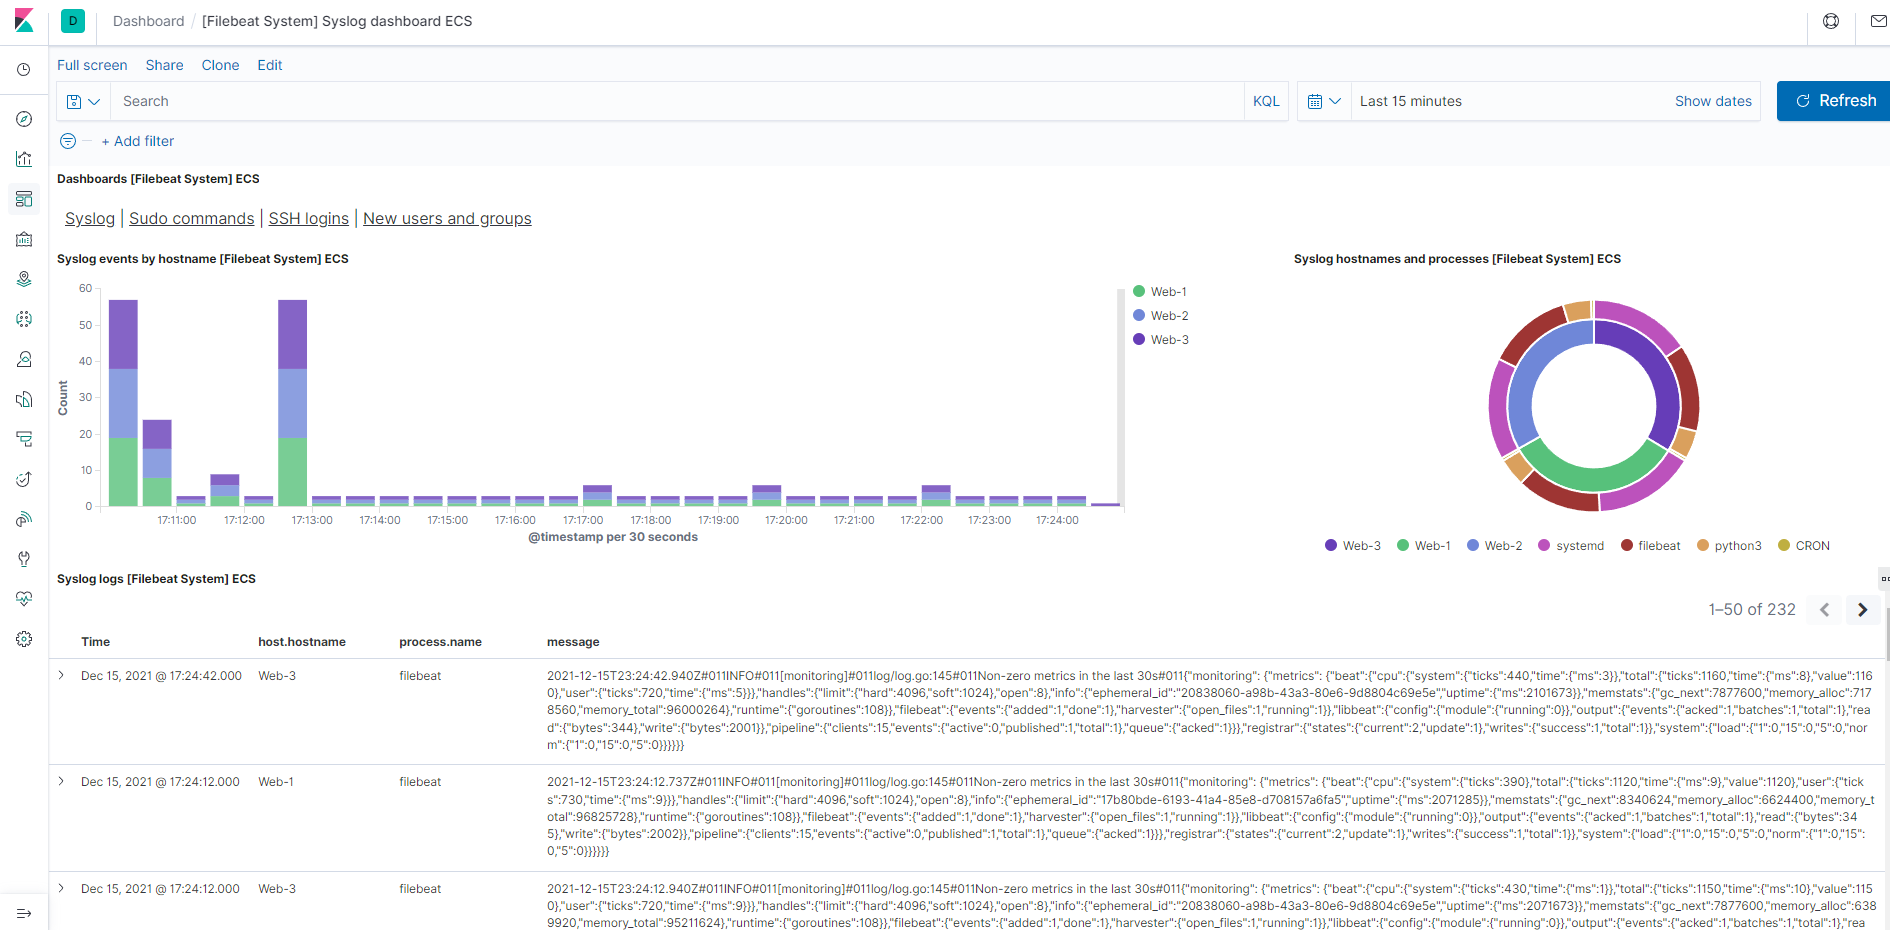 D Dashboard / [Filebeat System] Syslog dashboard ECS
Full screen Share Clone Edit
Search KQL Last 15 minutes Show dates Refresh
+ Add filter
Dashboards [Filebeat System] ECS
Syslog | Sudo commands | SSH logins | New users and groups
Syslog events by hostname [Filebeat System] ECS
60
50
40
30
20
10
0
Count
17:11:00 17:12:00 17:13:00 17:14:00 17:15:00 17:16:00 17:17:00 17:18:00 17:19:00 17:20:00 17:21:00 17:22:00 17:23:00 17:24:00
@timestamp per 30 seconds
Web-1
Web-2
Web-3
Syslog hostnames and processes [Filebeat System] ECS
Web-3 Web-1 Web-2 systemd filebeat python3 CRON
Syslog logs [Filebeat System] ECS
1–50 of 232
Time host.hostname process.name message
Dec 15, 2021 @ 17:24:42.000 Web-3 filebeat 2021-12-15T23:24:42.940Z#011INFO#011[monitoring]#011log/log.go:145#011Non-zero metrics in the last 30s#011{"monitoring": {"metrics": {"beat":{"cpu":{"system":{"ticks":440,"time":{"ms":3}},"total":{"ticks":1160,"time":{"ms":8},"value":116
0},"user":{"ticks":720,"time":{"ms":5}}},"handles":{"limit":{"hard":4096,"soft":1024},"open":8},"info":{"ephemeral_id":"20838060-a98b-43a3-80e6-9d8804c69e5e","uptime":{"ms":2101673}},"memstats":{"gc_next":7877600,"memory_alloc":717
8560,"memory_total":96000264},"runtime":{"goroutines":108}},"filebeat":{"events":{"added":1,"done":1},"harvester":{"open_files":1,"running":1}},"libbeat":{"config":{"module":{"running":0}},"output":{"events":{"acked":1,"batches":1,"total":1},"rea
d":{"bytes":344},"write":{"bytes":2001}},"pipeline":{"clients":15,"events":{"active":0,"published":1,"total":1},"queue":{"acked":1}}},"registrar":{"states":{"current":2,"update":1},"writes":{"success":1,"total":1}},"system":{"load":{"1":0,"15":0,"5":0,"nor
m":{"1":0,"15":0,"5":0}}}}}}
Dec 15, 2021 @ 17:24:12.000 Web-1 filebeat 2021-12-15T23:24:12.737Z#011INFO#011[monitoring]#011log/log.go:145#011Non-zero metrics in the last 30s#011{"monitoring": {"metrics": {"beat":{"cpu":{"system":{"ticks":390},"total":{"ticks":1120,"time":{"ms":9},"value":1120},"user":{"tick
s":730,"time":{"ms":9}}},"handles":{"limit":{"hard":4096,"soft":1024},"open":8},"info":{"ephemeral_id":"17b80bde-6193-41a4-85e8-d708157a6fa5","uptime":{"ms":2071285}},"memstats":{"gc_next":8340624,"memory_alloc":6624400,"memory_t
otal":96825728},"runtime":{"goroutines":108}},"filebeat":{"events":{"added":1,"done":1},"harvester":{"open_files":1,"running":1}},"libbeat":{"config":{"module":{"running":0}},"output":{"events":{"acked":1,"batches":1,"total":1},"read":{"bytes":34
5},"write":{"bytes":2002}},"pipeline":{"clients":15,"events":{"active":0,"published":1,"total":1},"queue":{"acked":1}}},"registrar":{"states":{"current":2,"update":1},"writes":{"success":1,"total":1}},"system":{"load":{"1":0,"15":0,"5":0,"norm":{"1":0,"15":
0,"5":0}}}}}}
Dec 15, 2021 @ 17:24:12.000 Web-3 filebeat 2021-12-15T23:24:12.940Z#011INFO#011[monitoring]#011log/log.go:145#011Non-zero metrics in the last 30s#011{"monitoring": {"metrics": {"beat":{"cpu":{"system":{"ticks":430,"time":{"ms":1}},"total":{"ticks":1150,"time":{"ms":10},"value":115
0},"user":{"ticks":720,"time":{"ms":9}}},"handles":{"limit":{"hard":4096,"soft":1024},"open":8},"info":{"ephemeral_id":"20838060-a98b-43a3-80e6-9d8804c69e5e","uptime":{"ms":2071673}},"memstats":{"gc_next":7877600,"memory_alloc":638
9920,"memory_total":95211624},"runtime":{"goroutines":108}},"filebeat":{"events":{"added":1,"done":1},"harvester":{"open_files":1,"running":1}},"libbeat":{"config":{"module":{"running":0}},"output":{"events":{"acked":1,"batches":1,"total":1},"rea